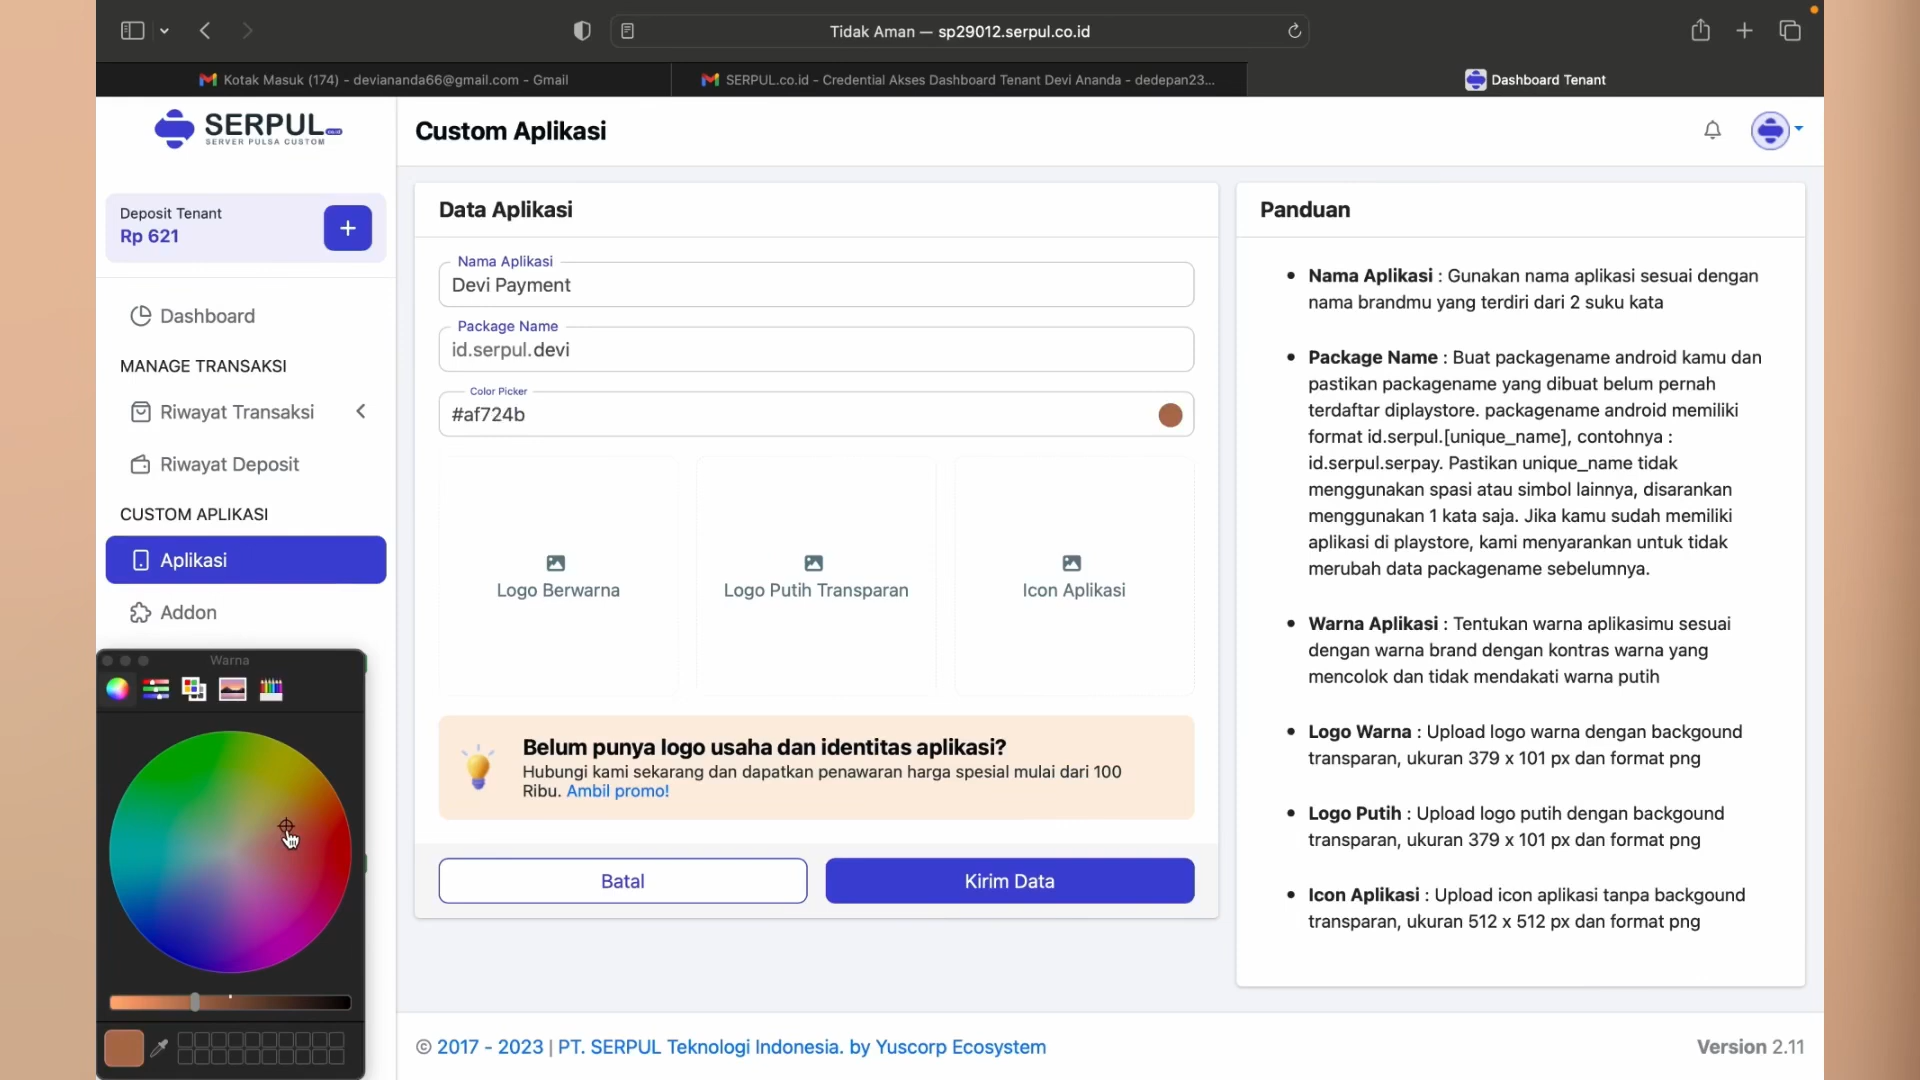 Tidak Aman — sp29012.serpul.co.id
Kotak Masuk (174) - deviananda66@gmail.com - Gmail
SERPUL.co.id - Credential Akses Dashboard Tenant Devi Ananda - dedepan23...
Dashboard Tenant
SERPUL
SERVER PULSA CUSTOM
Deposit Tenant
Rp 621
+
Dashboard
MANAGE TRANSAKSI
Riwayat Transaksi
Riwayat Deposit
CUSTOM APLIKASI
Aplikasi
Addon
Warna
Custom Aplikasi
Data Aplikasi
Nama Aplikasi
Devi Payment
Package Name
id.serpul.devi
Color Picker
#af724b
Logo Berwarna
Logo Putih Transparan
Icon Aplikasi
Belum punya logo usaha dan identitas aplikasi?
Hubungi kami sekarang dan dapatkan penawaran harga spesial mulai dari 100
Ribu. Ambil promo!
Batal
Kirim Data
Panduan
• Nama Aplikasi : Gunakan nama aplikasi sesuai dengan
nama brandmu yang terdiri dari 2 suku kata
• Package Name : Buat packagename android kamu dan
pastikan packagename yang dibuat belum pernah
terdaftar diplaystore. packagename android memiliki
format id.serpul.[unique_name], contohnya :
id.serpul.serpay. Pastikan unique_name tidak
menggunakan spasi atau simbol lainnya, disarankan
menggunakan 1 kata saja. Jika kamu sudah memiliki
aplikasi di playstore, kami menyarankan untuk tidak
merubah data packagename sebelumnya.
• Warna Aplikasi : Tentukan warna aplikasimu sesuai
dengan warna brand dengan kontras warna yang
mencolok dan tidak mendakati warna putih
• Logo Warna : Upload logo warna dengan backgound
transparan, ukuran 379 x 101 px dan format png
• Logo Putih : Upload logo putih dengan backgound
transparan, ukuran 379 x 101 px dan format png
• Icon Aplikasi : Upload icon aplikasi tanpa backgound
transparan, ukuran 512 x 512 px dan format png
© 2017 - 2023 | PT. SERPUL Teknologi Indonesia. by Yuscorp Ecosystem
Version 2.11